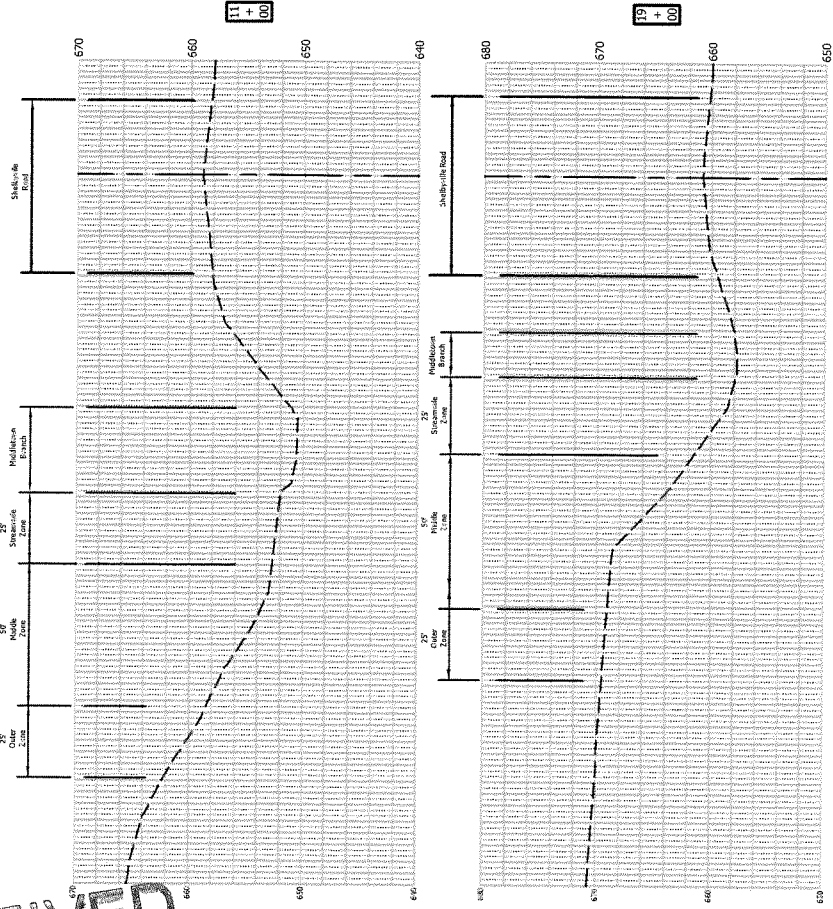 670
660
650
640
11 + 00
Shelbyville
Road
Middletown
Branch
25'
Streamside
Zone
50'
Middle
Zone
25'
Outer
Zone
670
660
650
640
680
670
660
650
19 + 00
Shelbyville Road
Middletown
Branch
25'
Streamside
Zone
50'
Middle
Zone
25'
Outer
Zone
680
670
660
650